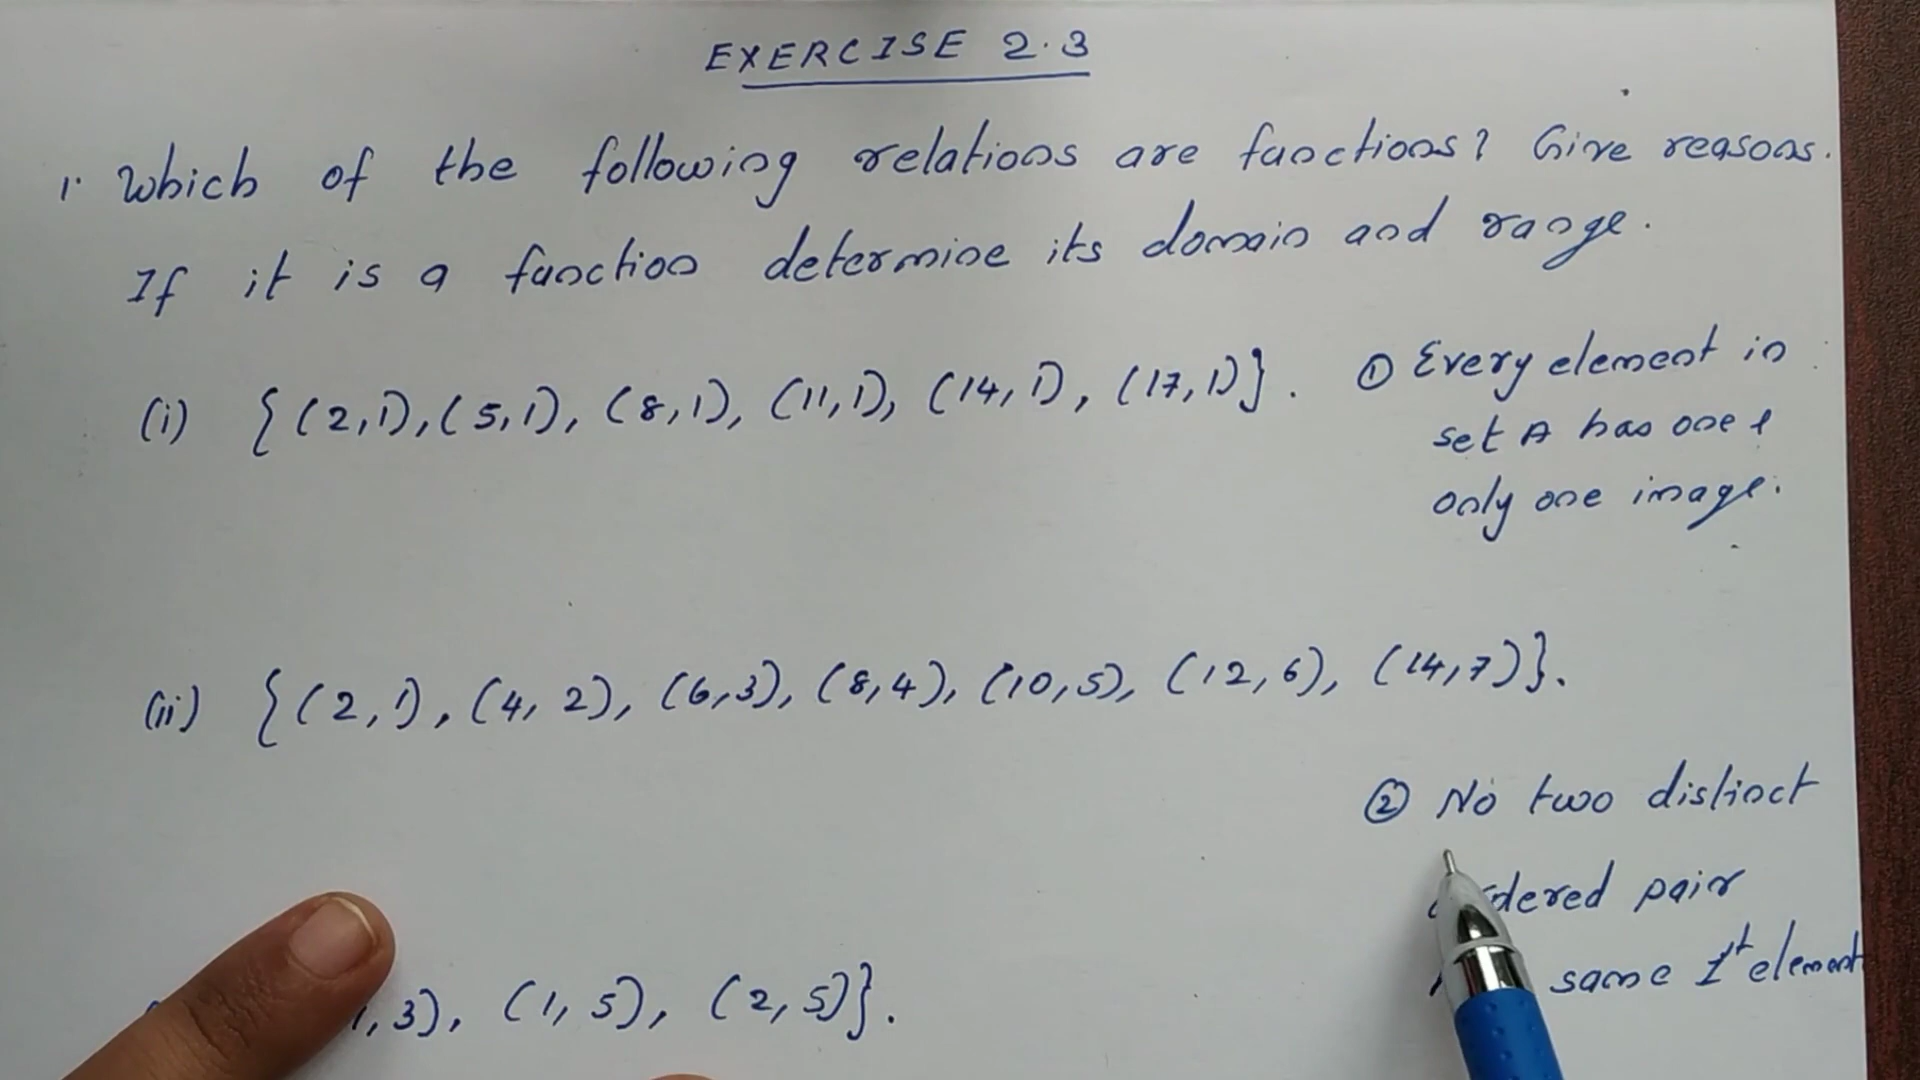 EXERCISE 2.3
1. Which of the following relations are functions? Give reasons.
If it is a function determine its domain and range.
(i) {(2,1),(5,1), (8,1), (11,1), (14,1), (17,1)}.
① Every element in
set A has one &
only one image.
(ii) {(2,1), (4,2), (6,3), (8,4), (10,5), (12,6), (14,7)}.
② No two distinct
pair
same 1st element
,3), (1,5), (2,5)}.